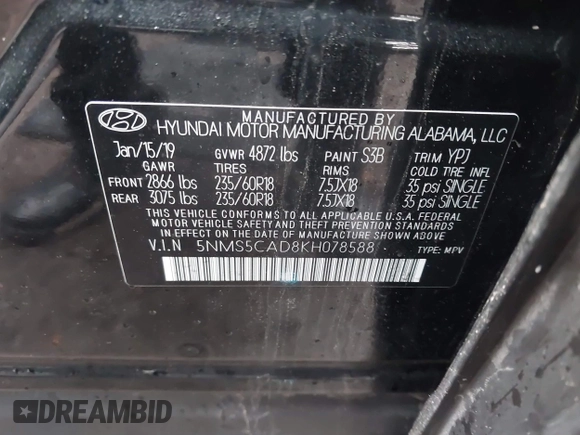 MANUFACTURED BY
HYUNDAI MOTOR MANUFACTURING ALABAMA, LLC
Jan/15/19 GVWR 4872 lbs PAINT S3B TRIM YPJ
GAWR TIRES RIMS COLD TIRE INFL
FRONT 2866 lbs 235/60R18 7.5JX18 35 psi SINGLE
REAR 3075 lbs 235/60R18 7.5JX18 35 psi SINGLE
THIS VEHICLE CONFORMS TO ALL APPLICABLE U.S.A. FEDERAL
MOTOR VEHICLE SAFETY, BUMPER, AND THEFT PREVENTION
STANDARDS IN EFFECT ON THE DATE OF MANUFACTURE SHOWN ABOVE.
V.I.N 5NMS5CAD8KH078588 TYPE: MPV
DREAMBID